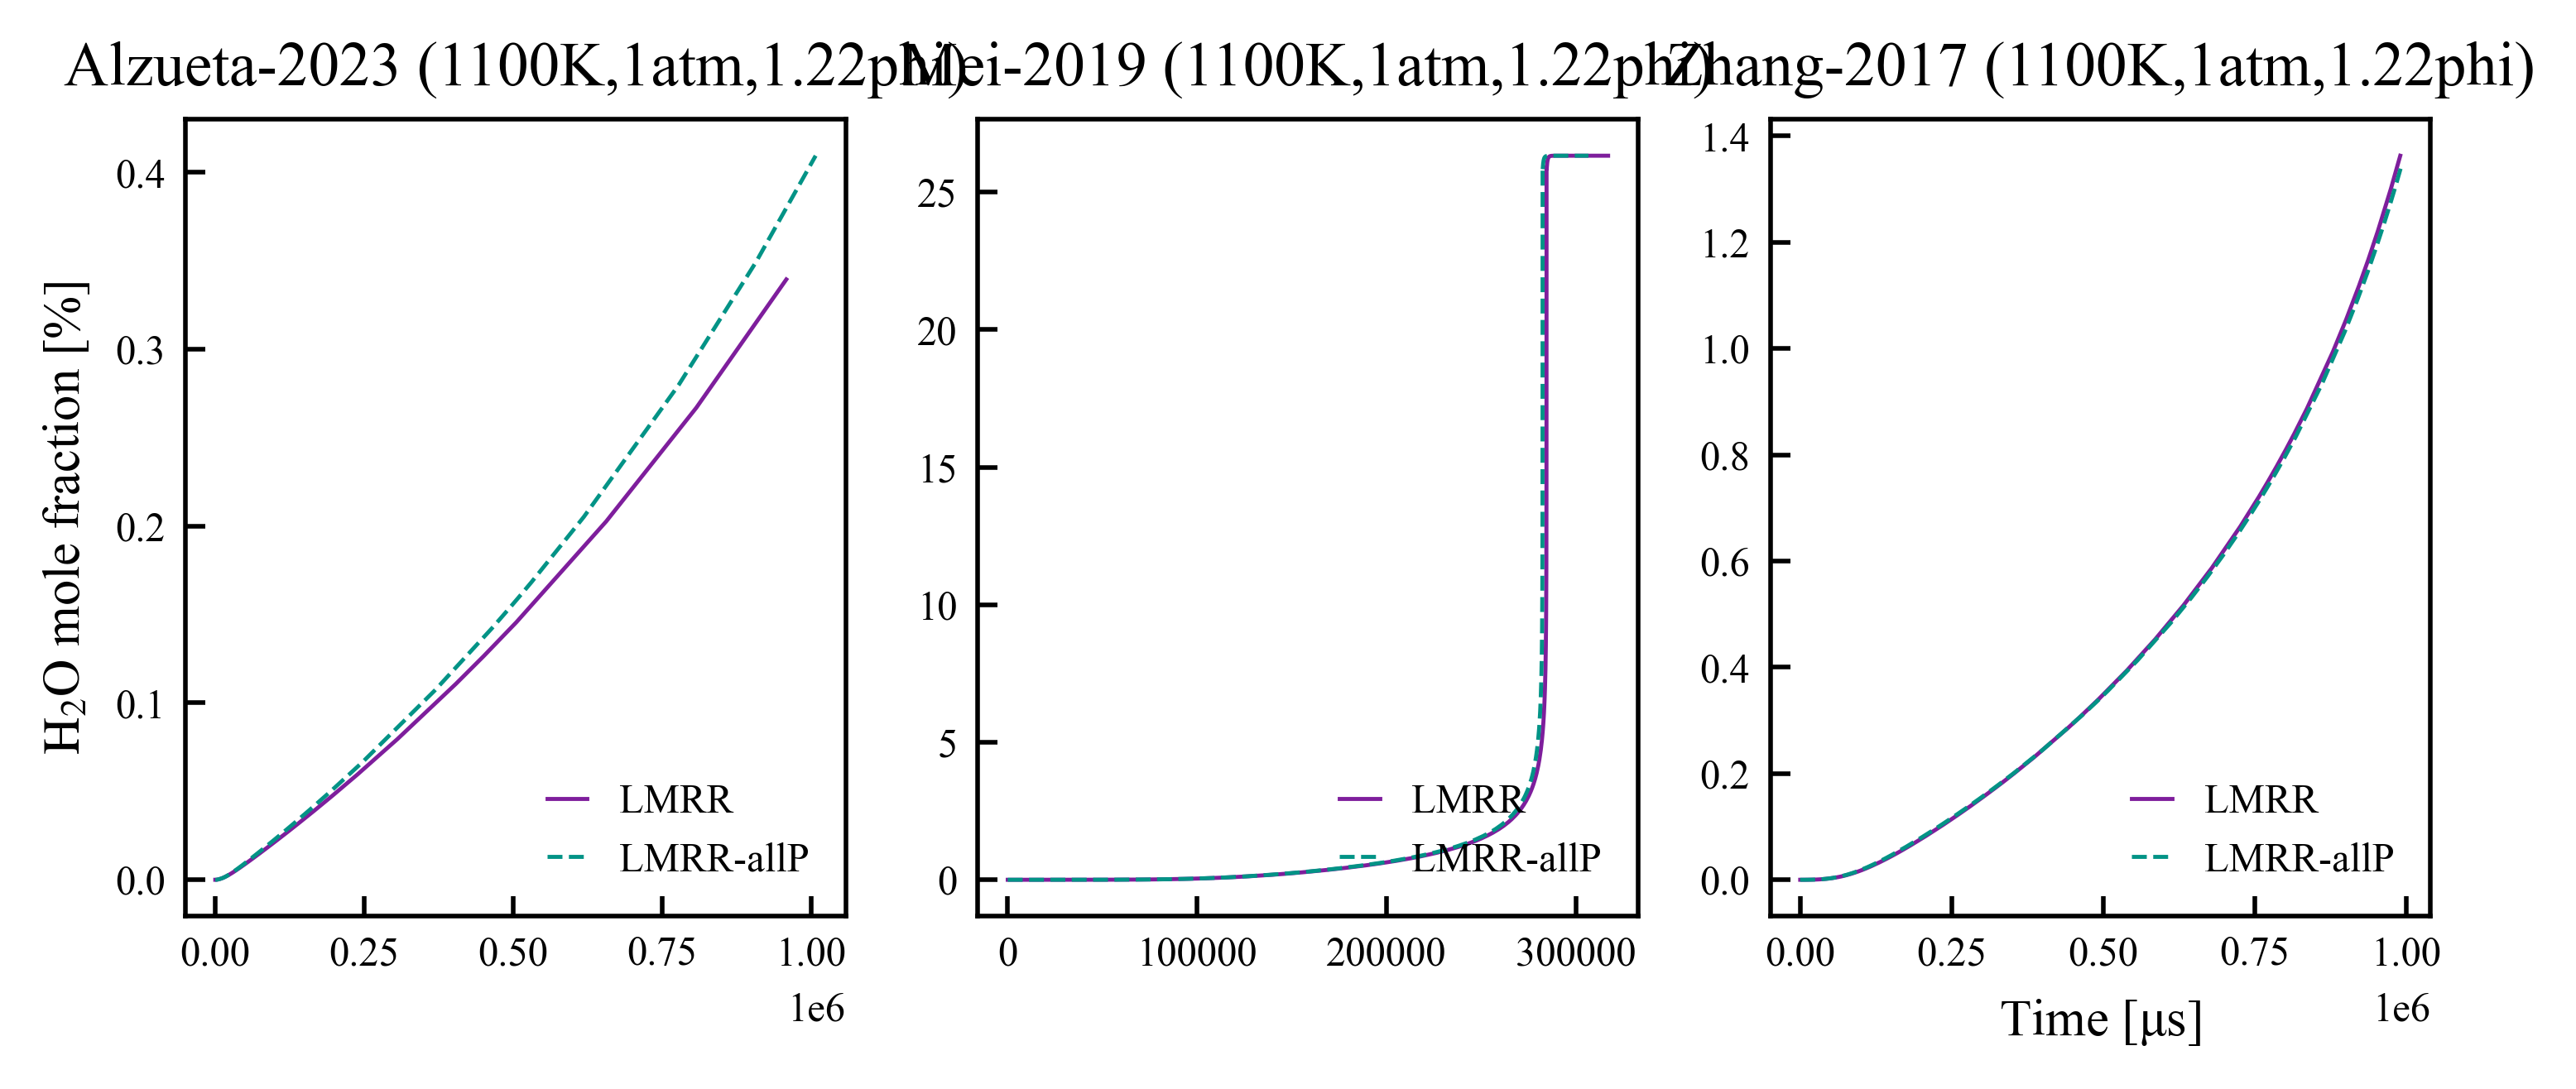 Alzueta-2023 (1100K,1atm,1.22phi)
Mei-2019 (1100K,1atm,1.22phi)
Zhang-2017 (1100K,1atm,1.22phi)
H₂O mole fraction [%]
0.4
0.3
0.2
0.1
0.0
0.00 0.25 0.50 0.75 1.00
1e6
LMRR
LMRR-allP
25
20
15
10
5
0
0 100000 200000 300000
LMRR
LMRR-allP
1.4
1.2
1.0
0.8
0.6
0.4
0.2
0.0
0.00 0.25 0.50 0.75 1.00
1e6
Time [μs]
LMRR
LMRR-allP